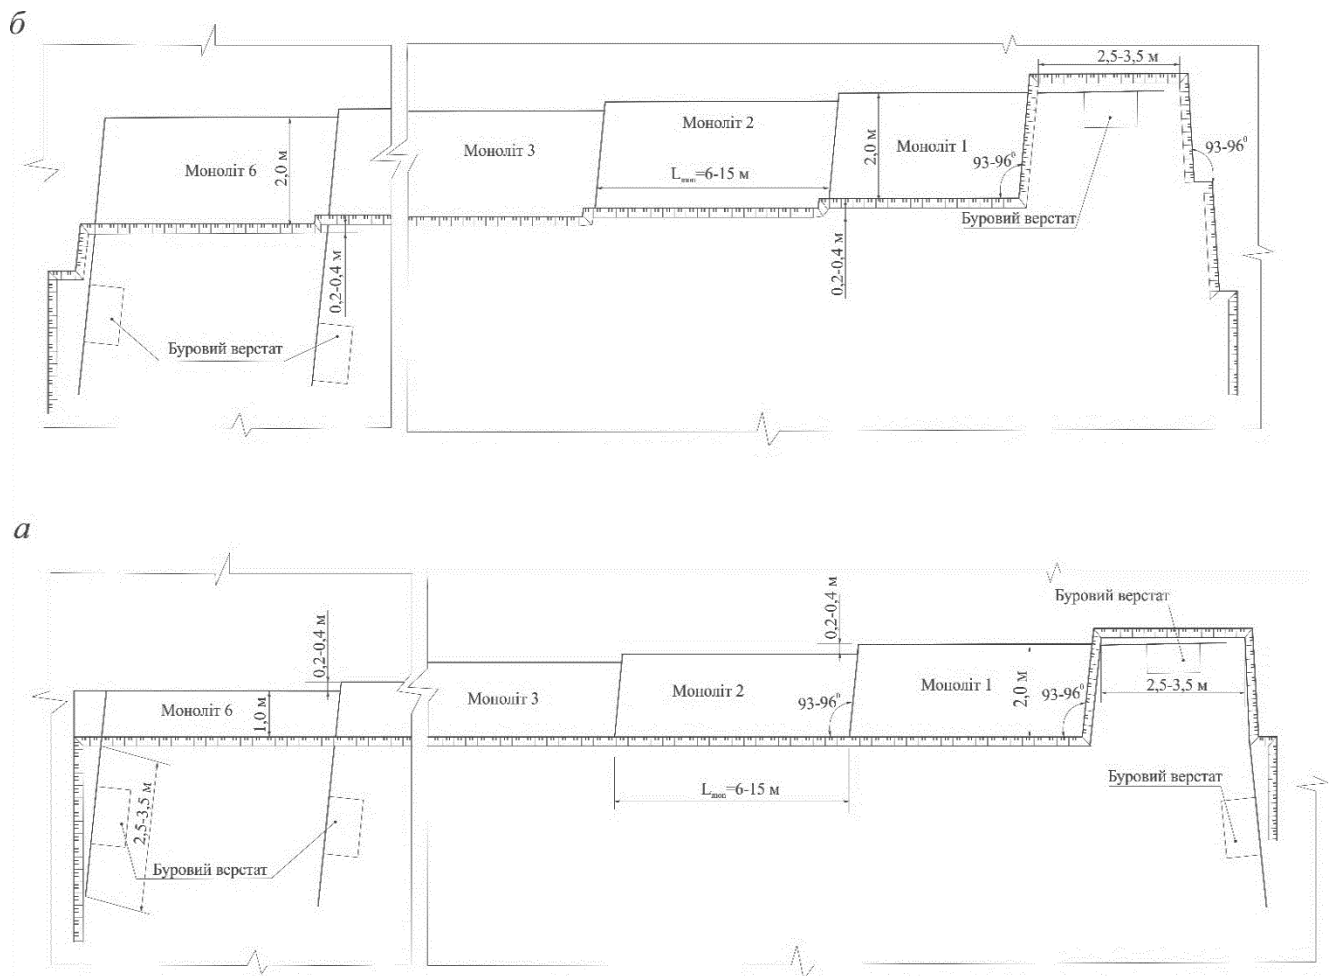 б
2,5-3,5 м
Моноліт 2
Моноліт 3
Моноліт 1
2,0 м
93-96⁰
93-96⁰
Моноліт 6
2,0 м
Lмон=6-15 м
Буровий верстат
0,2-0,4 м
0,2-0,4 м
Буровий верстат
а
0,2-0,4 м
0,2-0,4 м
Буровий верстат
Моноліт 3
Моноліт 2
Моноліт 1
2,0 м
2,5-3,5 м
93-96⁰
93-96⁰
Моноліт 6
1,0 м
Lмон=6-15 м
Буровий верстат
2,5-3,5 м
Буровий верстат